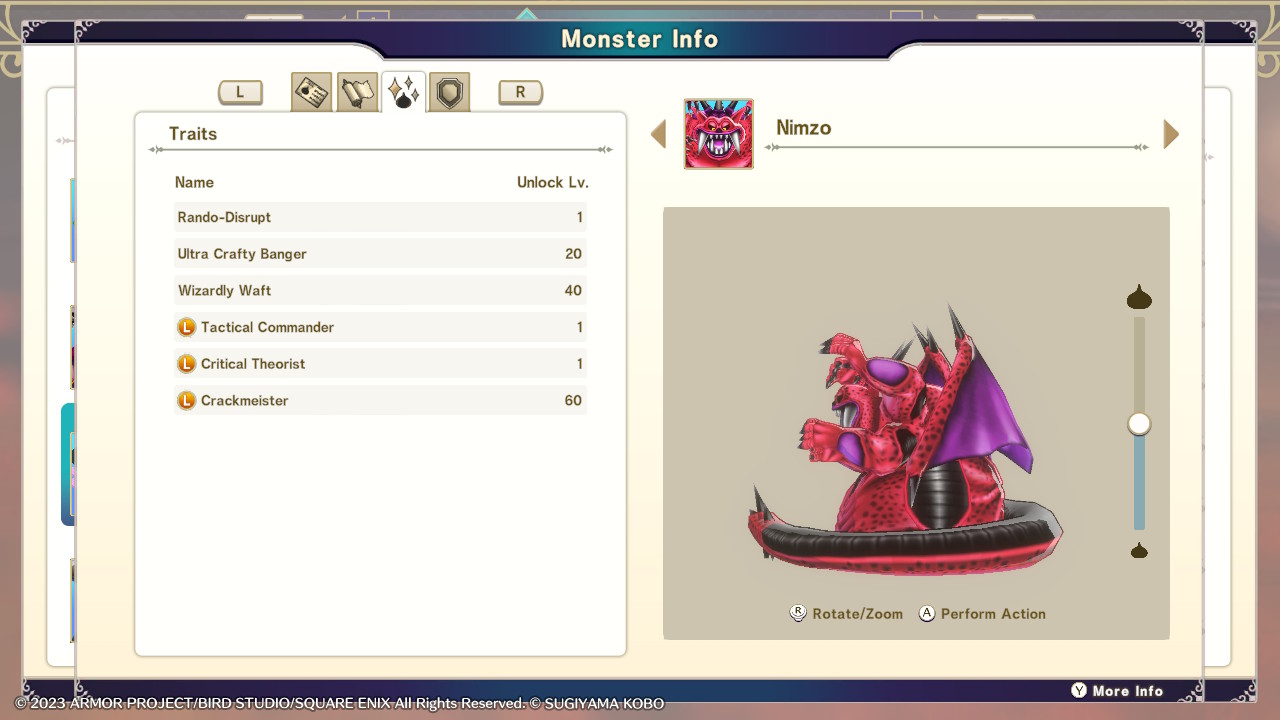 Monster Info
L
R
Traits
Nimzo
Name Unlock Lv.
Rando-Disrupt 1
Ultra Crafty Banger 20
Wizardly Waft 40
L Tactical Commander 1
L Critical Theorist 1
L Crackmeister 60
R Rotate/Zoom A Perform Action
Y More Info
© 2023 ARMOR PROJECT/BIRD STUDIO/SQUARE ENIX All Rights Reserved. © SUGIYAMA KOBO